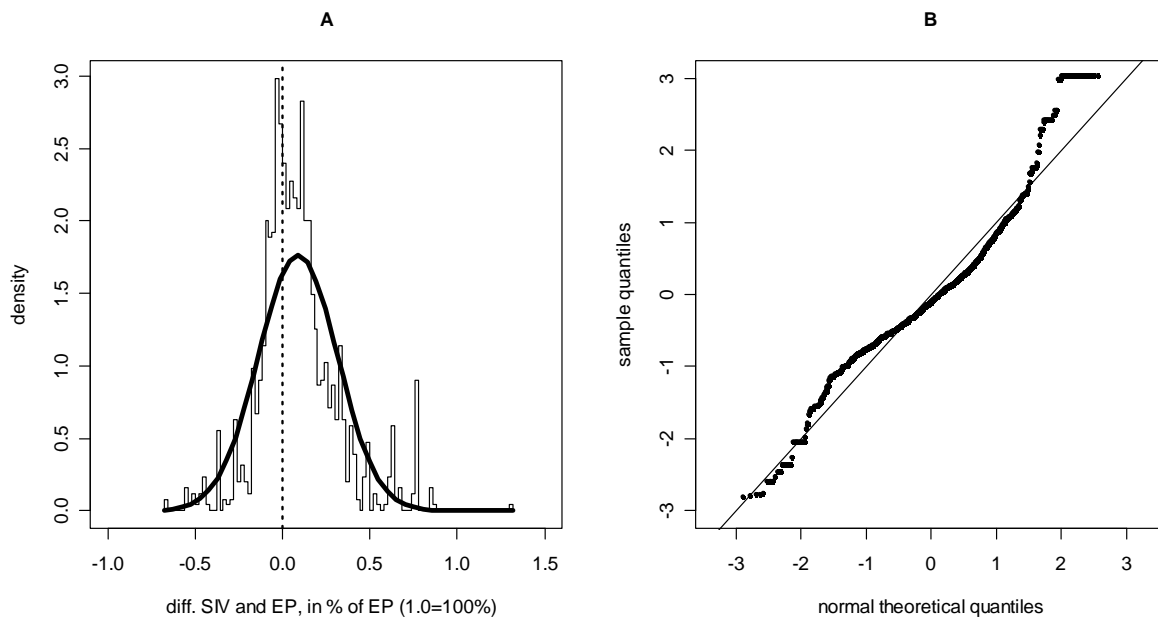 A
density
3.0
2.5
2.0
1.5
1.0
0.5
0.0
-1.0 -0.5 0.0 0.5 1.0 1.5
diff. SIV and EP, in % of EP (1.0=100%)
B
sample quantiles
3
2
1
0
-1
-2
-3
-3 -2 -1 0 1 2 3
normal theoretical quantiles